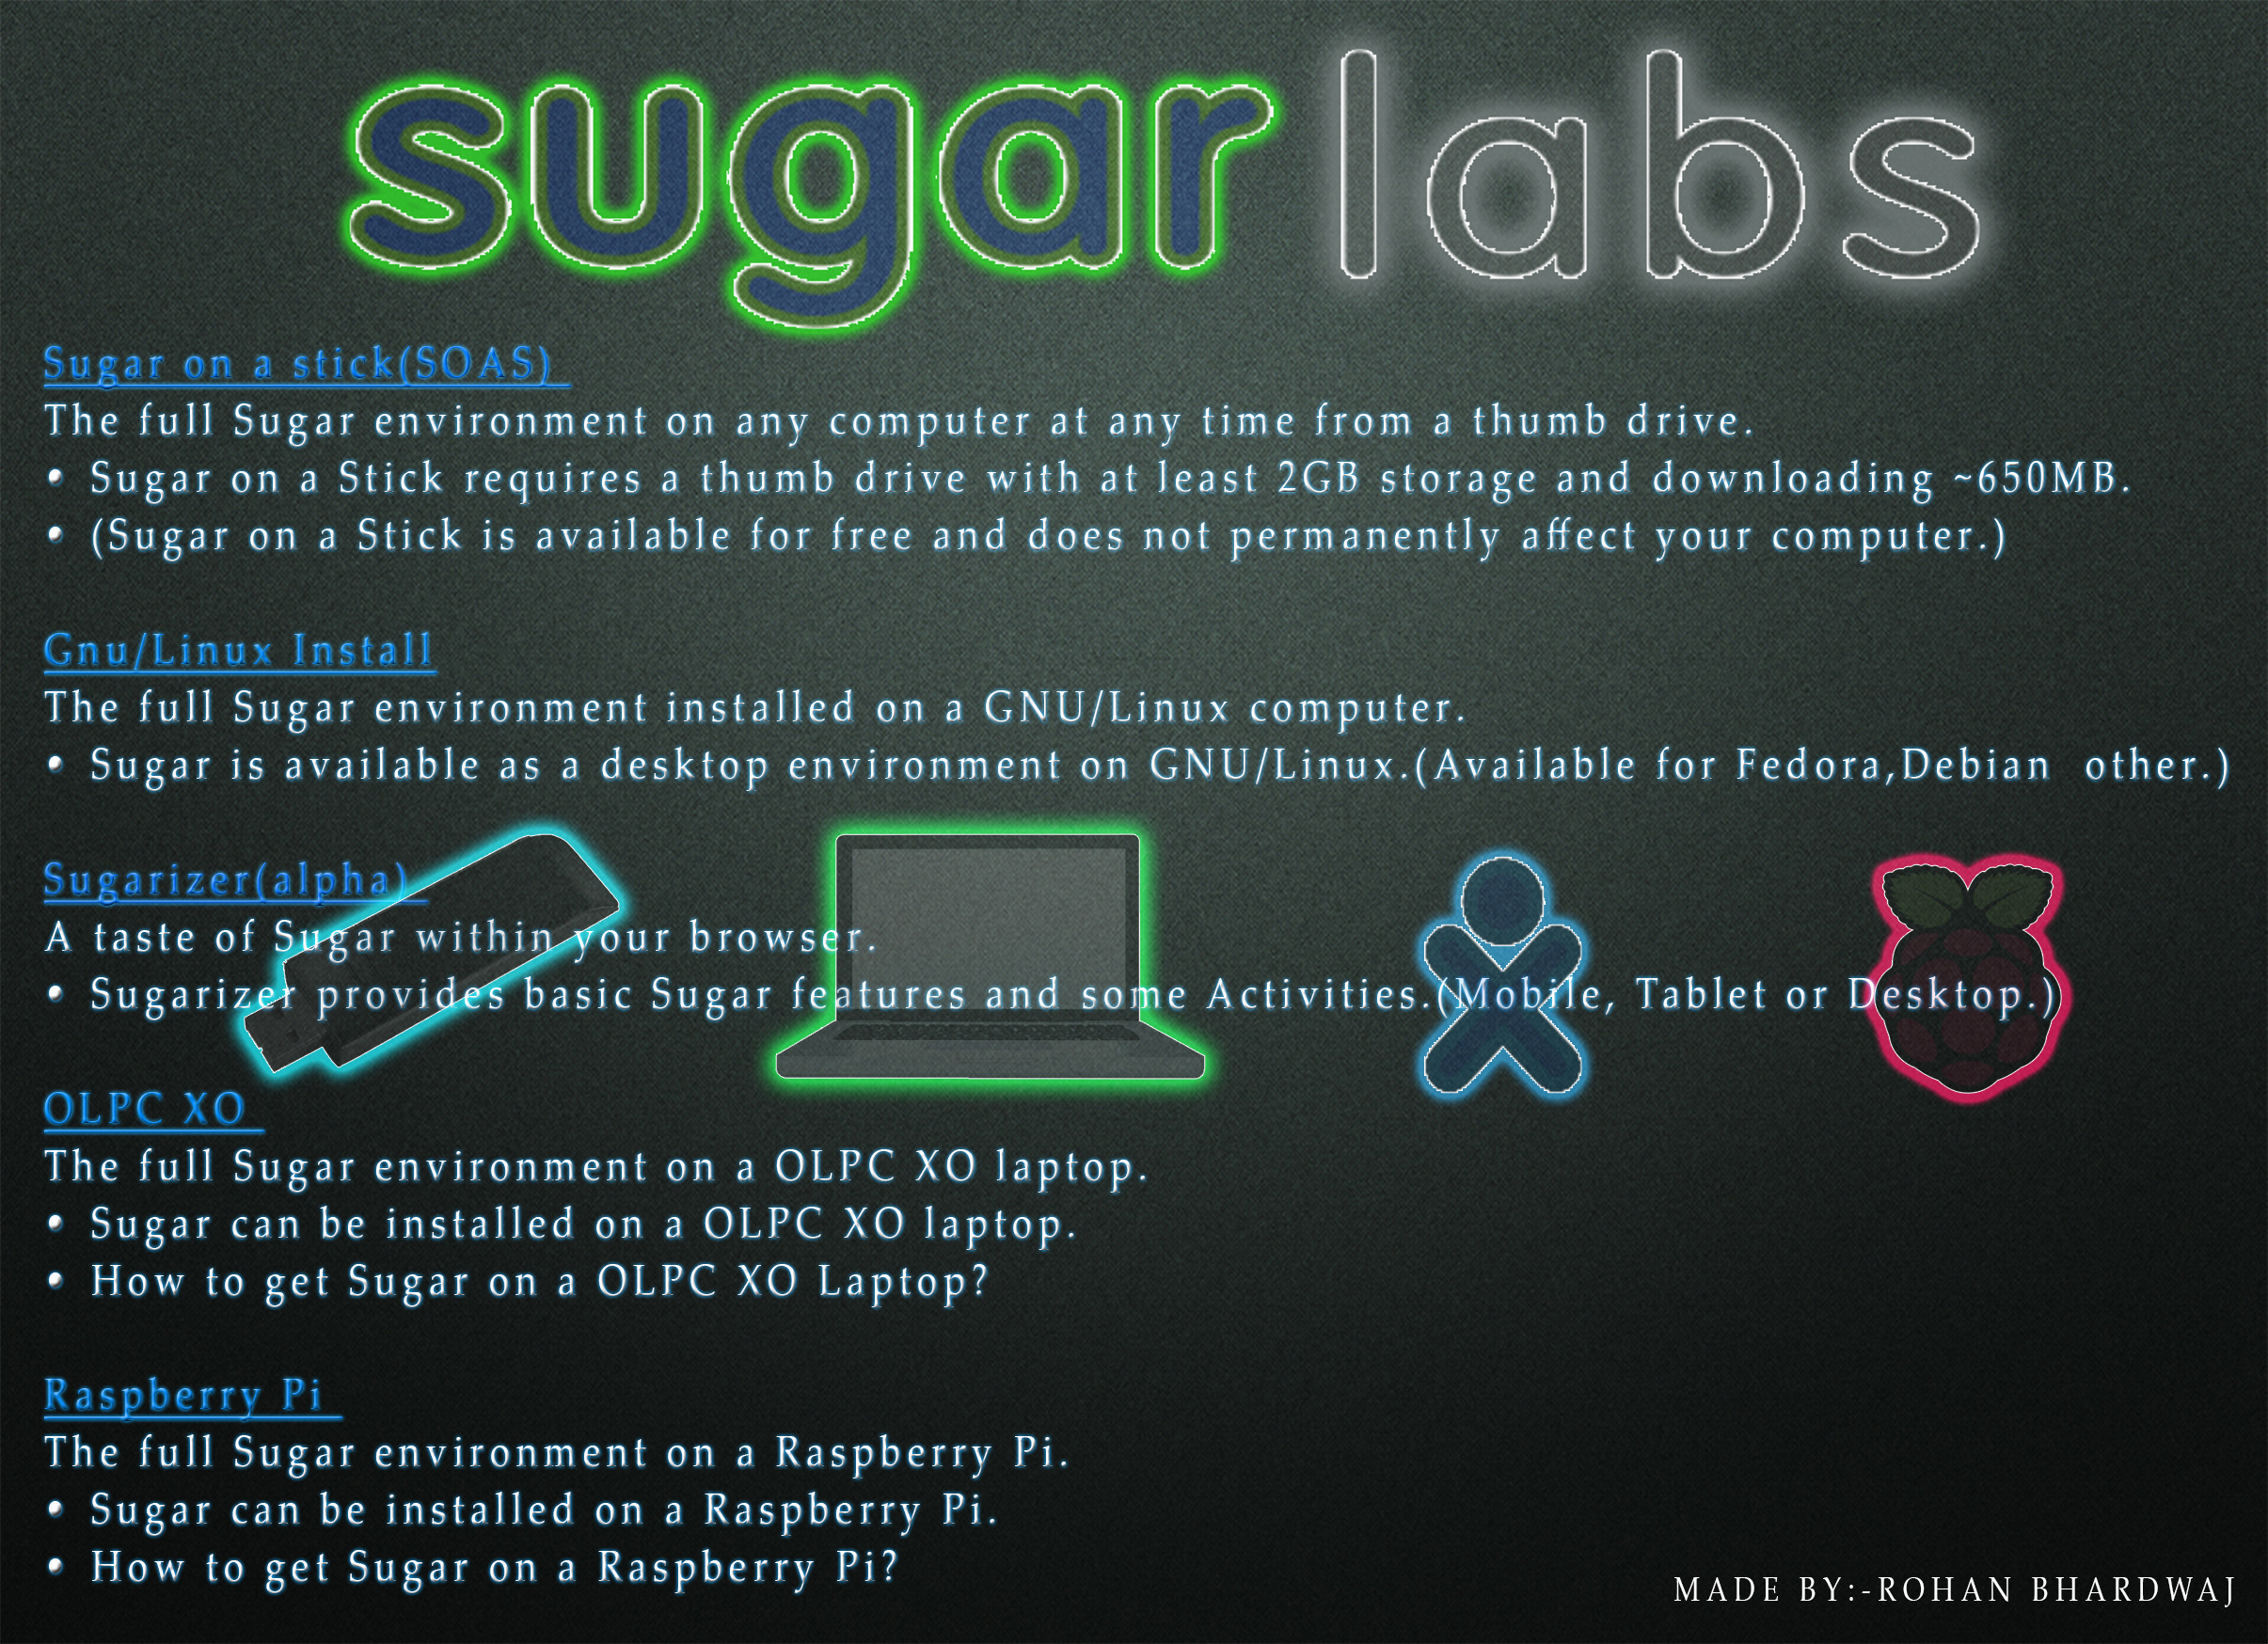 sugar labs
Sugar on a stick(SOAS)
The full Sugar environment on any computer at any time from a thumb drive.
• Sugar on a Stick requires a thumb drive with at least 2GB storage and downloading ~650MB.
• (Sugar on a Stick is available for free and does not permanently affect your computer.)
Gnu/Linux Install
The full Sugar environment installed on a GNU/Linux computer.
• Sugar is available as a desktop environment on GNU/Linux.(Available for Fedora,Debian  other.)
Sugarizer(alpha)
A taste of Sugar within your browser.
• Sugarizer provides basic Sugar features and some Activities.(Mobile, Tablet or Desktop.)
OLPC XO
The full Sugar environment on a OLPC XO laptop.
• Sugar can be installed on a OLPC XO laptop.
• How to get Sugar on a OLPC XO Laptop?
Raspberry Pi
The full Sugar environment on a Raspberry Pi.
• Sugar can be installed on a Raspberry Pi.
• How to get Sugar on a Raspberry Pi?
MADE BY:-ROHAN BHARDWAJ